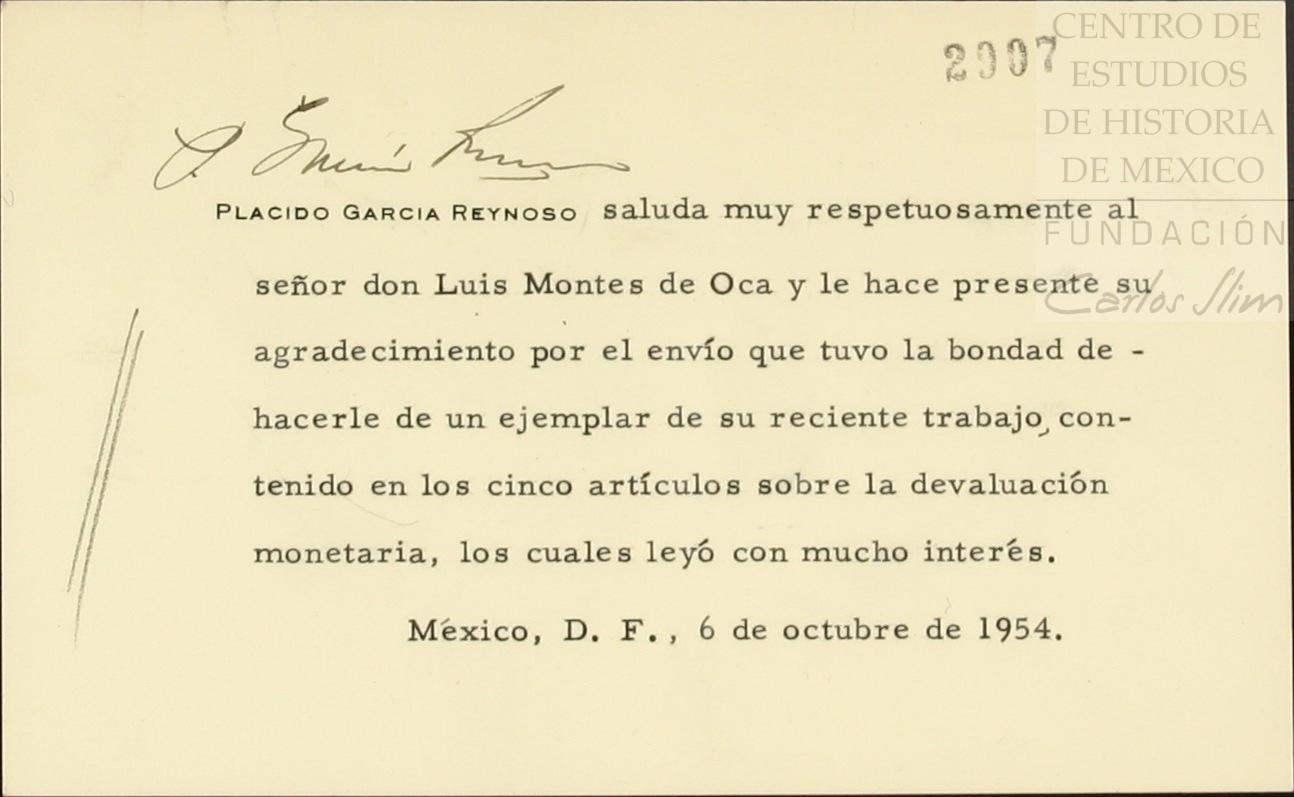 2007
CENTRO DE
ESTUDIOS
DE HISTORIA
DE MEXICO
FUNDACIÓN
Carlos Slim
PLACIDO GARCIA REYNOSO saluda muy respetuosamente al
señor don Luis Montes de Oca y le hace presente su
agradecimiento por el envío que tuvo la bondad de -
hacerle de un ejemplar de su reciente trabajo, con-
tenido en los cinco artículos sobre la devaluación
monetaria, los cuales leyó con mucho interés.
México, D. F., 6 de octubre de 1954.